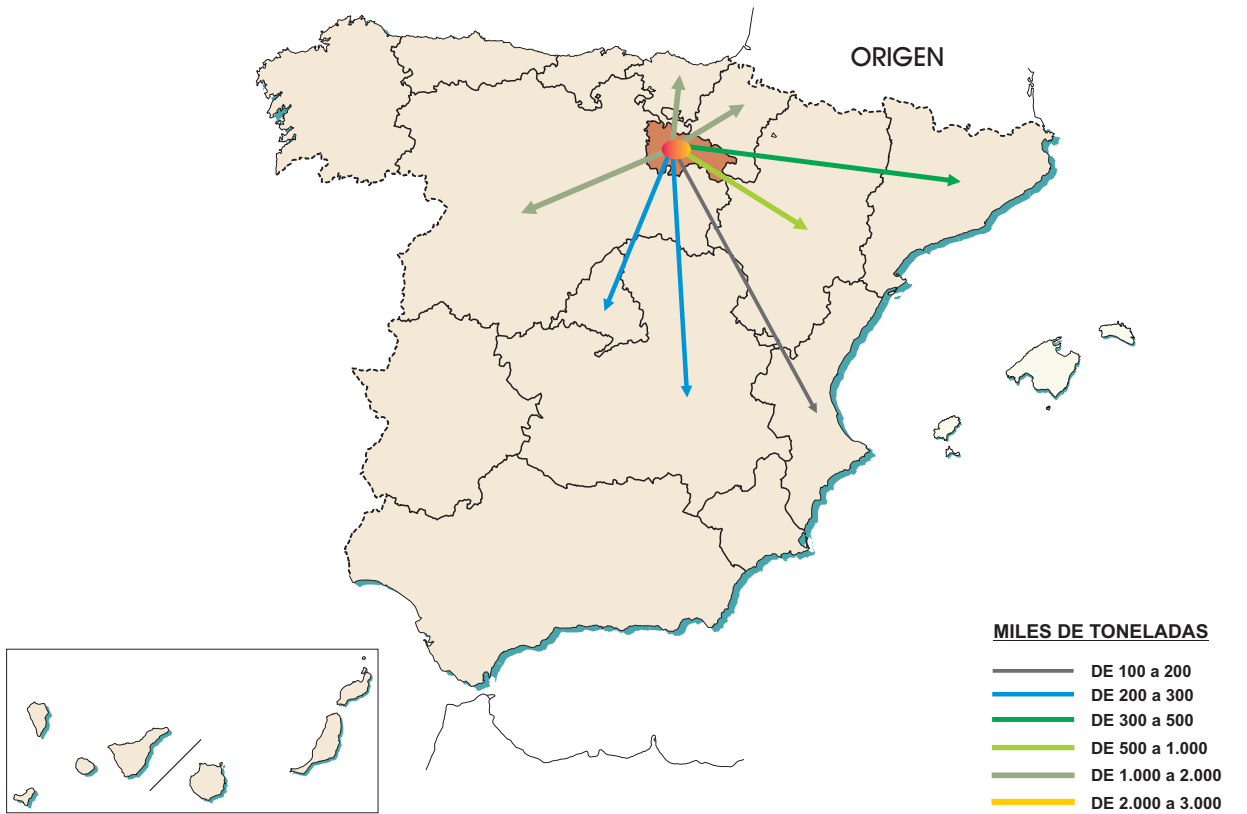 ORIGEN
MILES DE TONELADAS
DE 100 a 200
DE 200 a 300
DE 300 a 500
DE 500 a 1.000
DE 1.000 a 2.000
DE 2.000 a 3.000